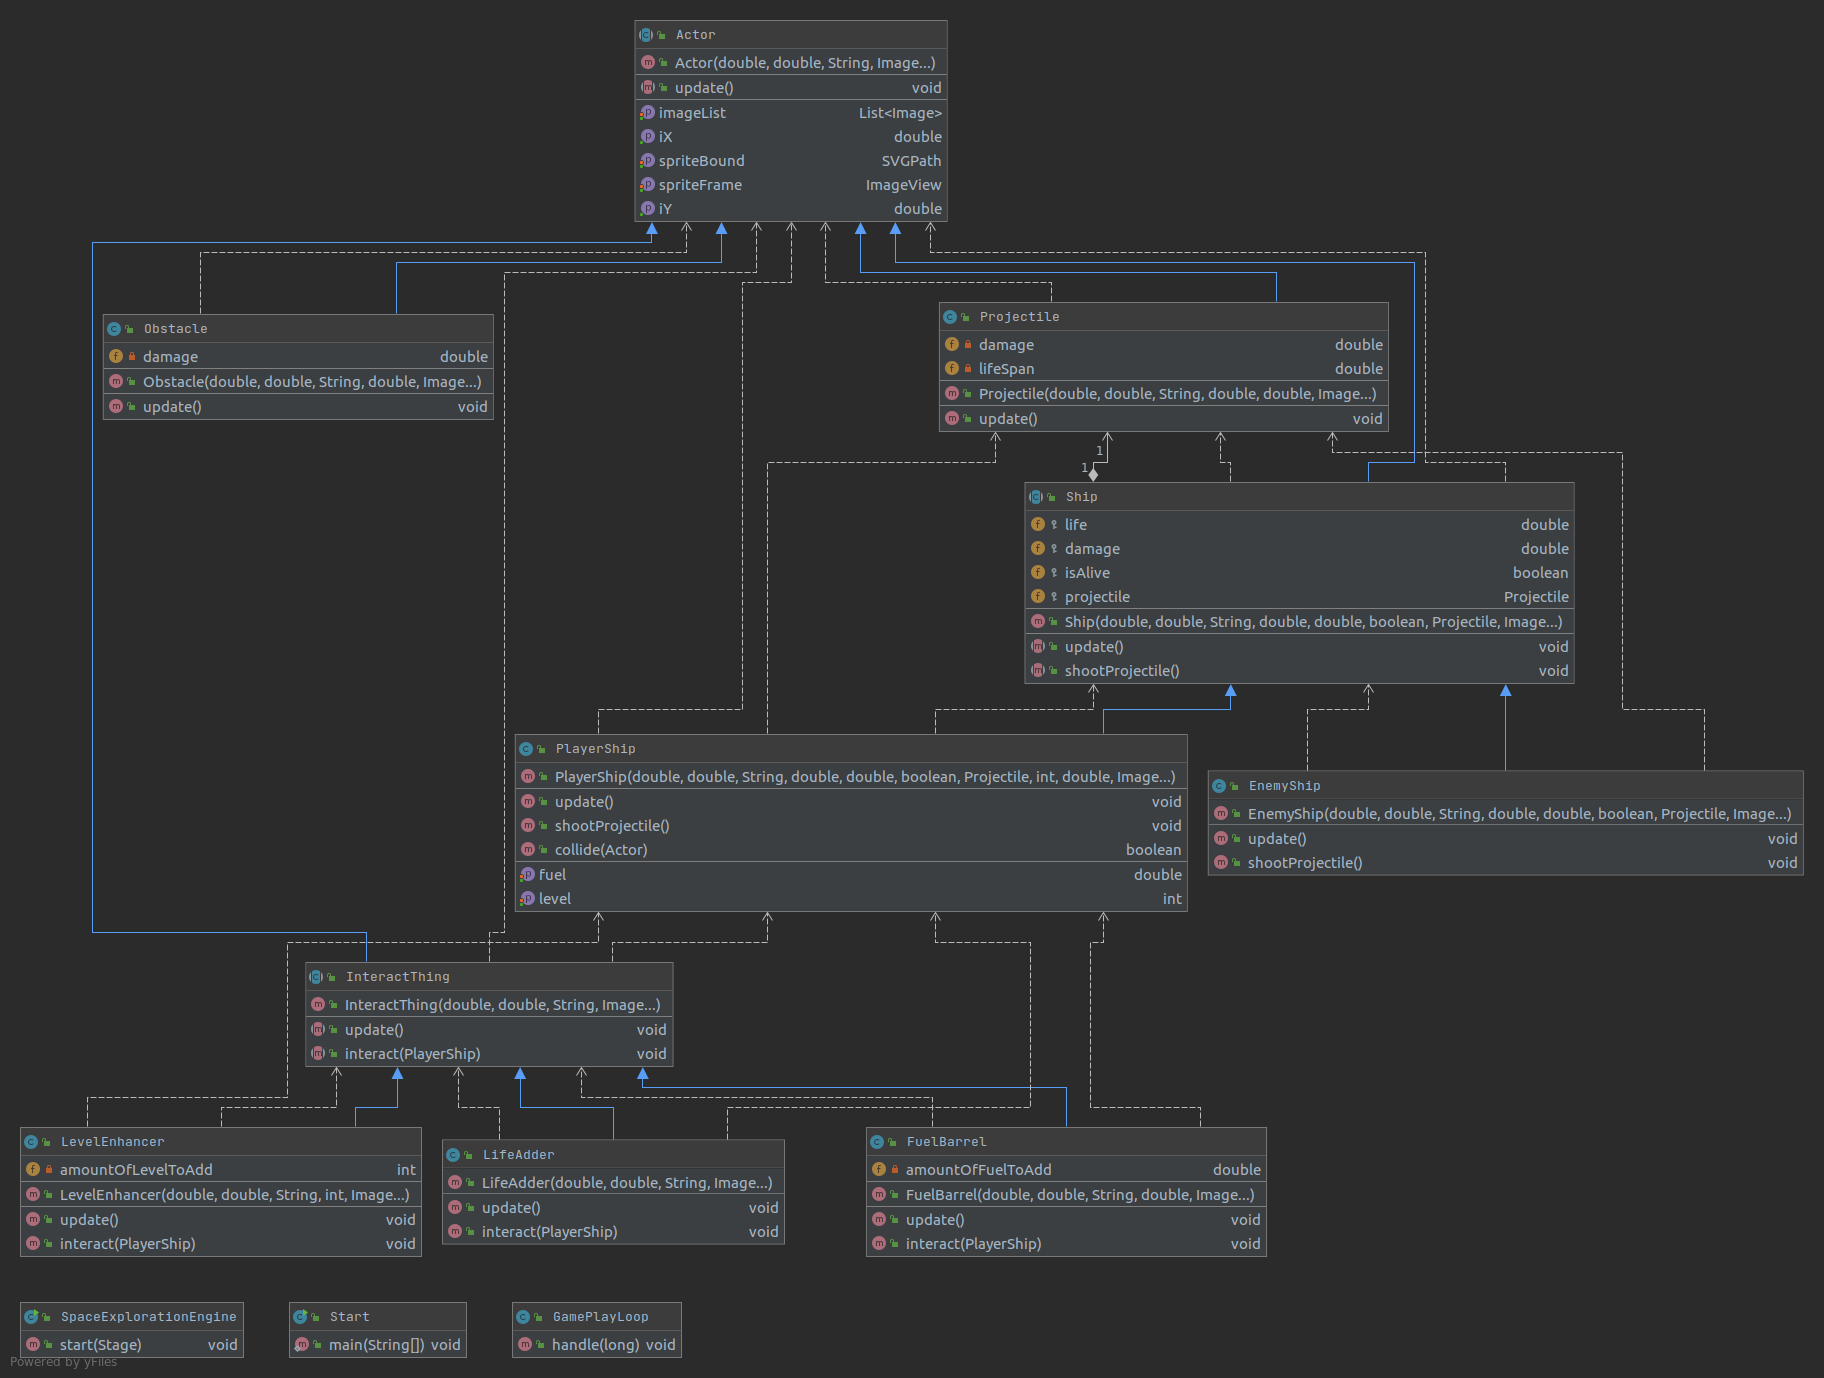 Actor
Actor(double, double, String, Image...)
update() void
imageList List<Image>
iX double
spriteBound SVGPath
spriteFrame ImageView
iY double
Obstacle
damage double
Obstacle(double, double, String, double, Image...)
update() void
Projectile
damage double
lifeSpan double
Projectile(double, double, String, double, double, Image...)
update() void
1
1
Ship
life double
damage double
isAlive boolean
projectile Projectile
Ship(double, double, String, double, double, boolean, Projectile, Image...)
update() void
shootProjectile() void
PlayerShip
PlayerShip(double, double, String, double, double, boolean, Projectile, int, double, Image...)
update() void
shootProjectile() void
collide(Actor) boolean
fuel double
level int
EnemyShip
EnemyShip(double, double, String, double, double, boolean, Projectile, Image...)
update() void
shootProjectile() void
InteractThing
InteractThing(double, double, String, Image...)
update() void
interact(PlayerShip) void
LevelEnhancer
amountOfLevelToAdd int
LevelEnhancer(double, double, String, int, Image...)
update() void
interact(PlayerShip) void
LifeAdder
LifeAdder(double, double, String, Image...)
update() void
interact(PlayerShip) void
FuelBarrel
amountOfFuelToAdd double
FuelBarrel(double, double, String, double, Image...)
update() void
interact(PlayerShip) void
SpaceExplorationEngine
start(Stage) void
Start
main(String[]) void
GamePlayLoop
handle(long) void
Powered by yFiles